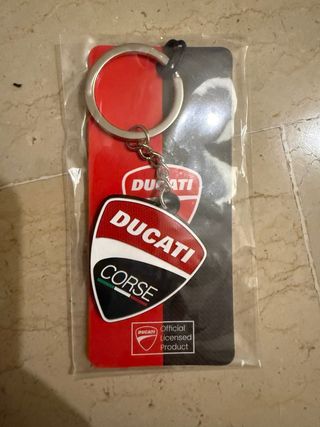 DUCATI
DUCATI
CORSE
DUCATI
Official
Licensed
Product